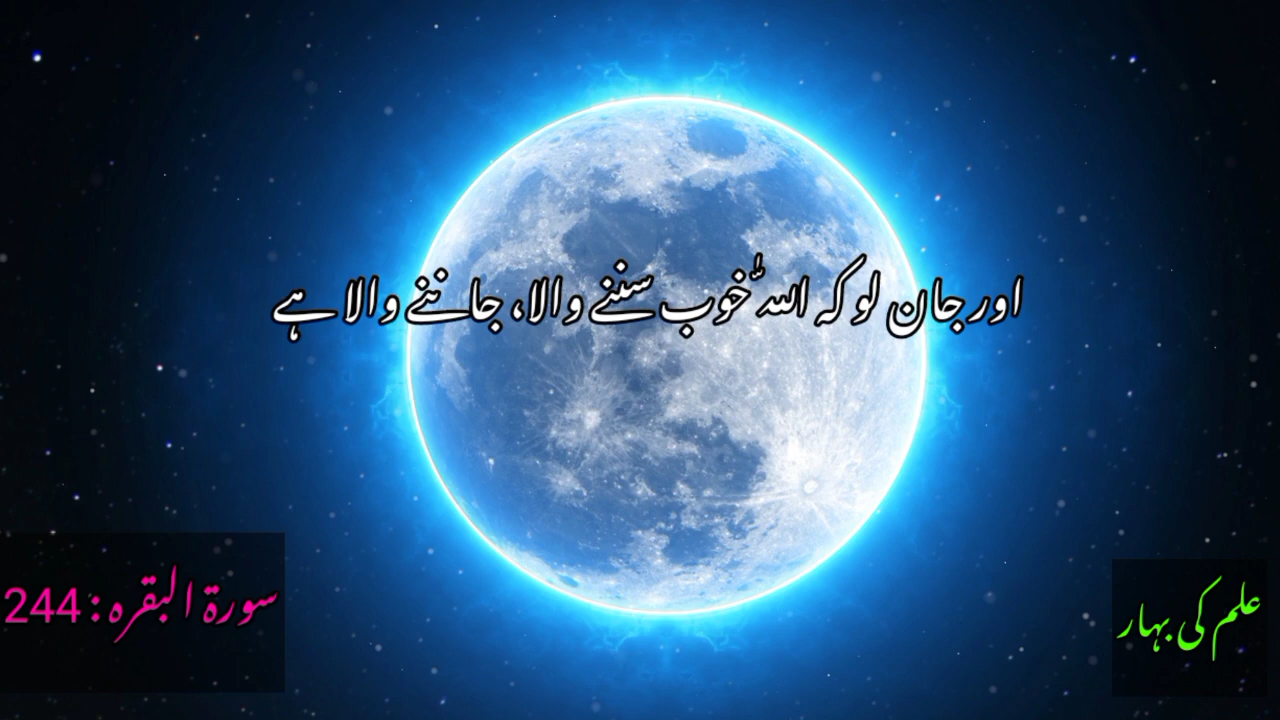 اور جان لو کہ اللہ خوب سننے والا، جاننے والا ہے
سورۃ البقرہ : 244
علم کی بہار